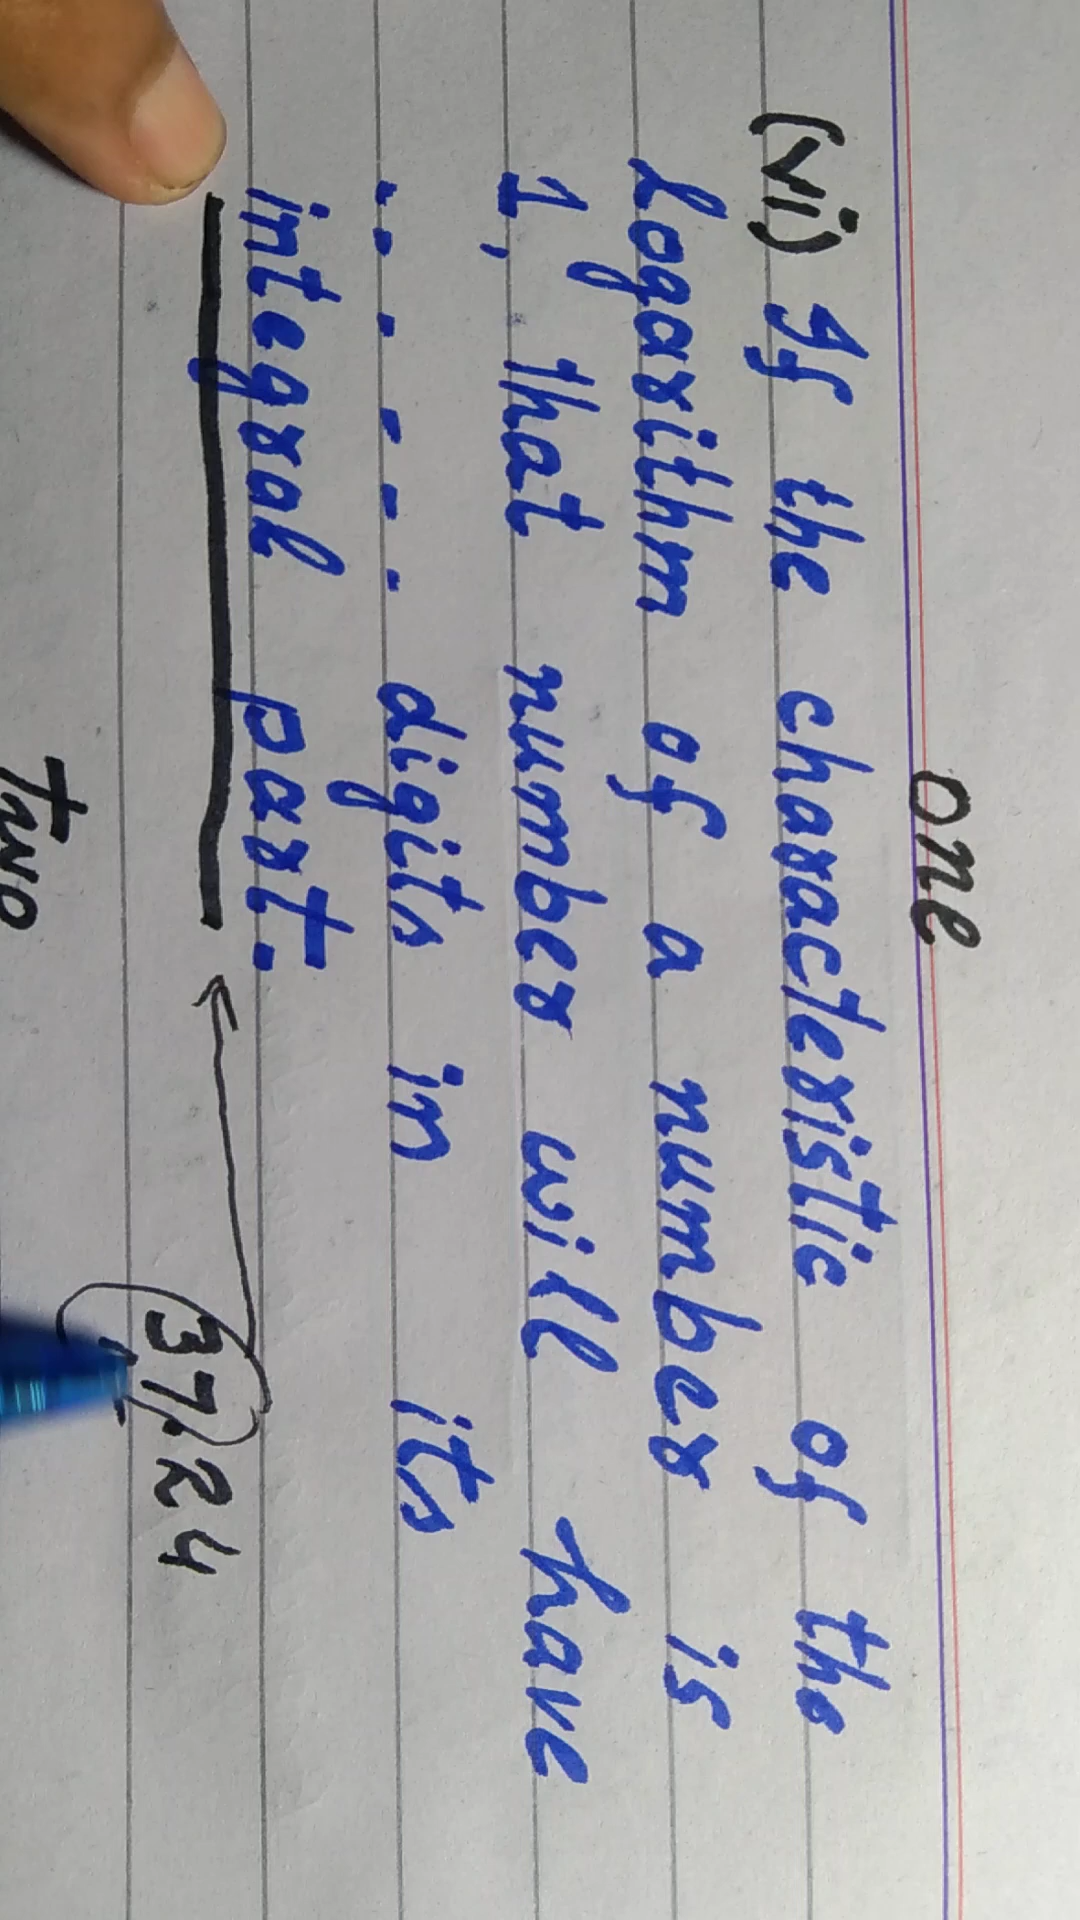 one
(vi) If the characteristic of the
logarithm of a number is
1, that number will have
...... digits in its
integral part.
37.24
two